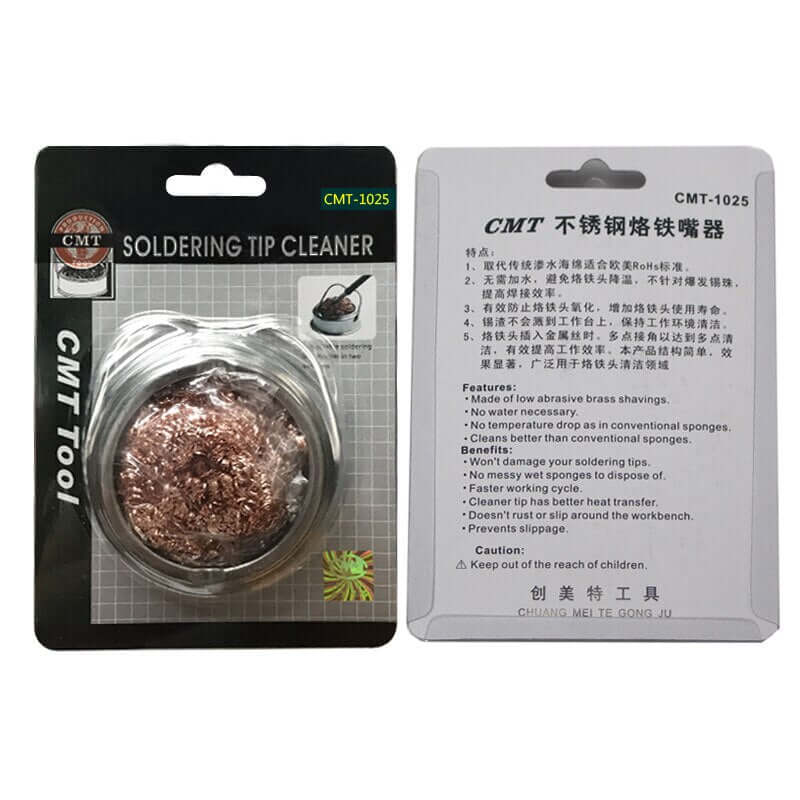 CMT-1025
PRODUCTION
CMT
SOLDERING TIP CLEANER
soldering
in two
CMT Tool
CMT-1025
CMT 不锈钢烙铁嘴器
特点：
1、取代传统渗水海绵适合欧美RoHs标准。
2、无需加水，避免烙铁头降温，不针对爆发锡珠，
提高焊接效率。
3、有效防止烙铁头氧化，增加烙铁头使用寿命。
4、锡渣不会溅到工作台上，保持工作环境清洁。
5、烙铁头插入金属丝时。多点接角以达到多点清
洁，有效提高工作效率。本产品结构简单，效
果显著，广泛用于烙铁头清洁领域
Features:
• Made of low abrasive brass shavings.
• No water necessary.
• No temperature drop as in conventional sponges.
• Cleans better than conventional sponges.
Benefits:
• Won't damage your soldering tips.
• No messy wet sponges to dispose of.
• Faster working cycle.
• Cleaner tip has better heat transfer.
• Doesn't rust or slip around the workbench.
• Prevents slippage.
Caution:
⚠ Keep out of the reach of children.
创美特工具
CHUANG MEI TE GONG JU